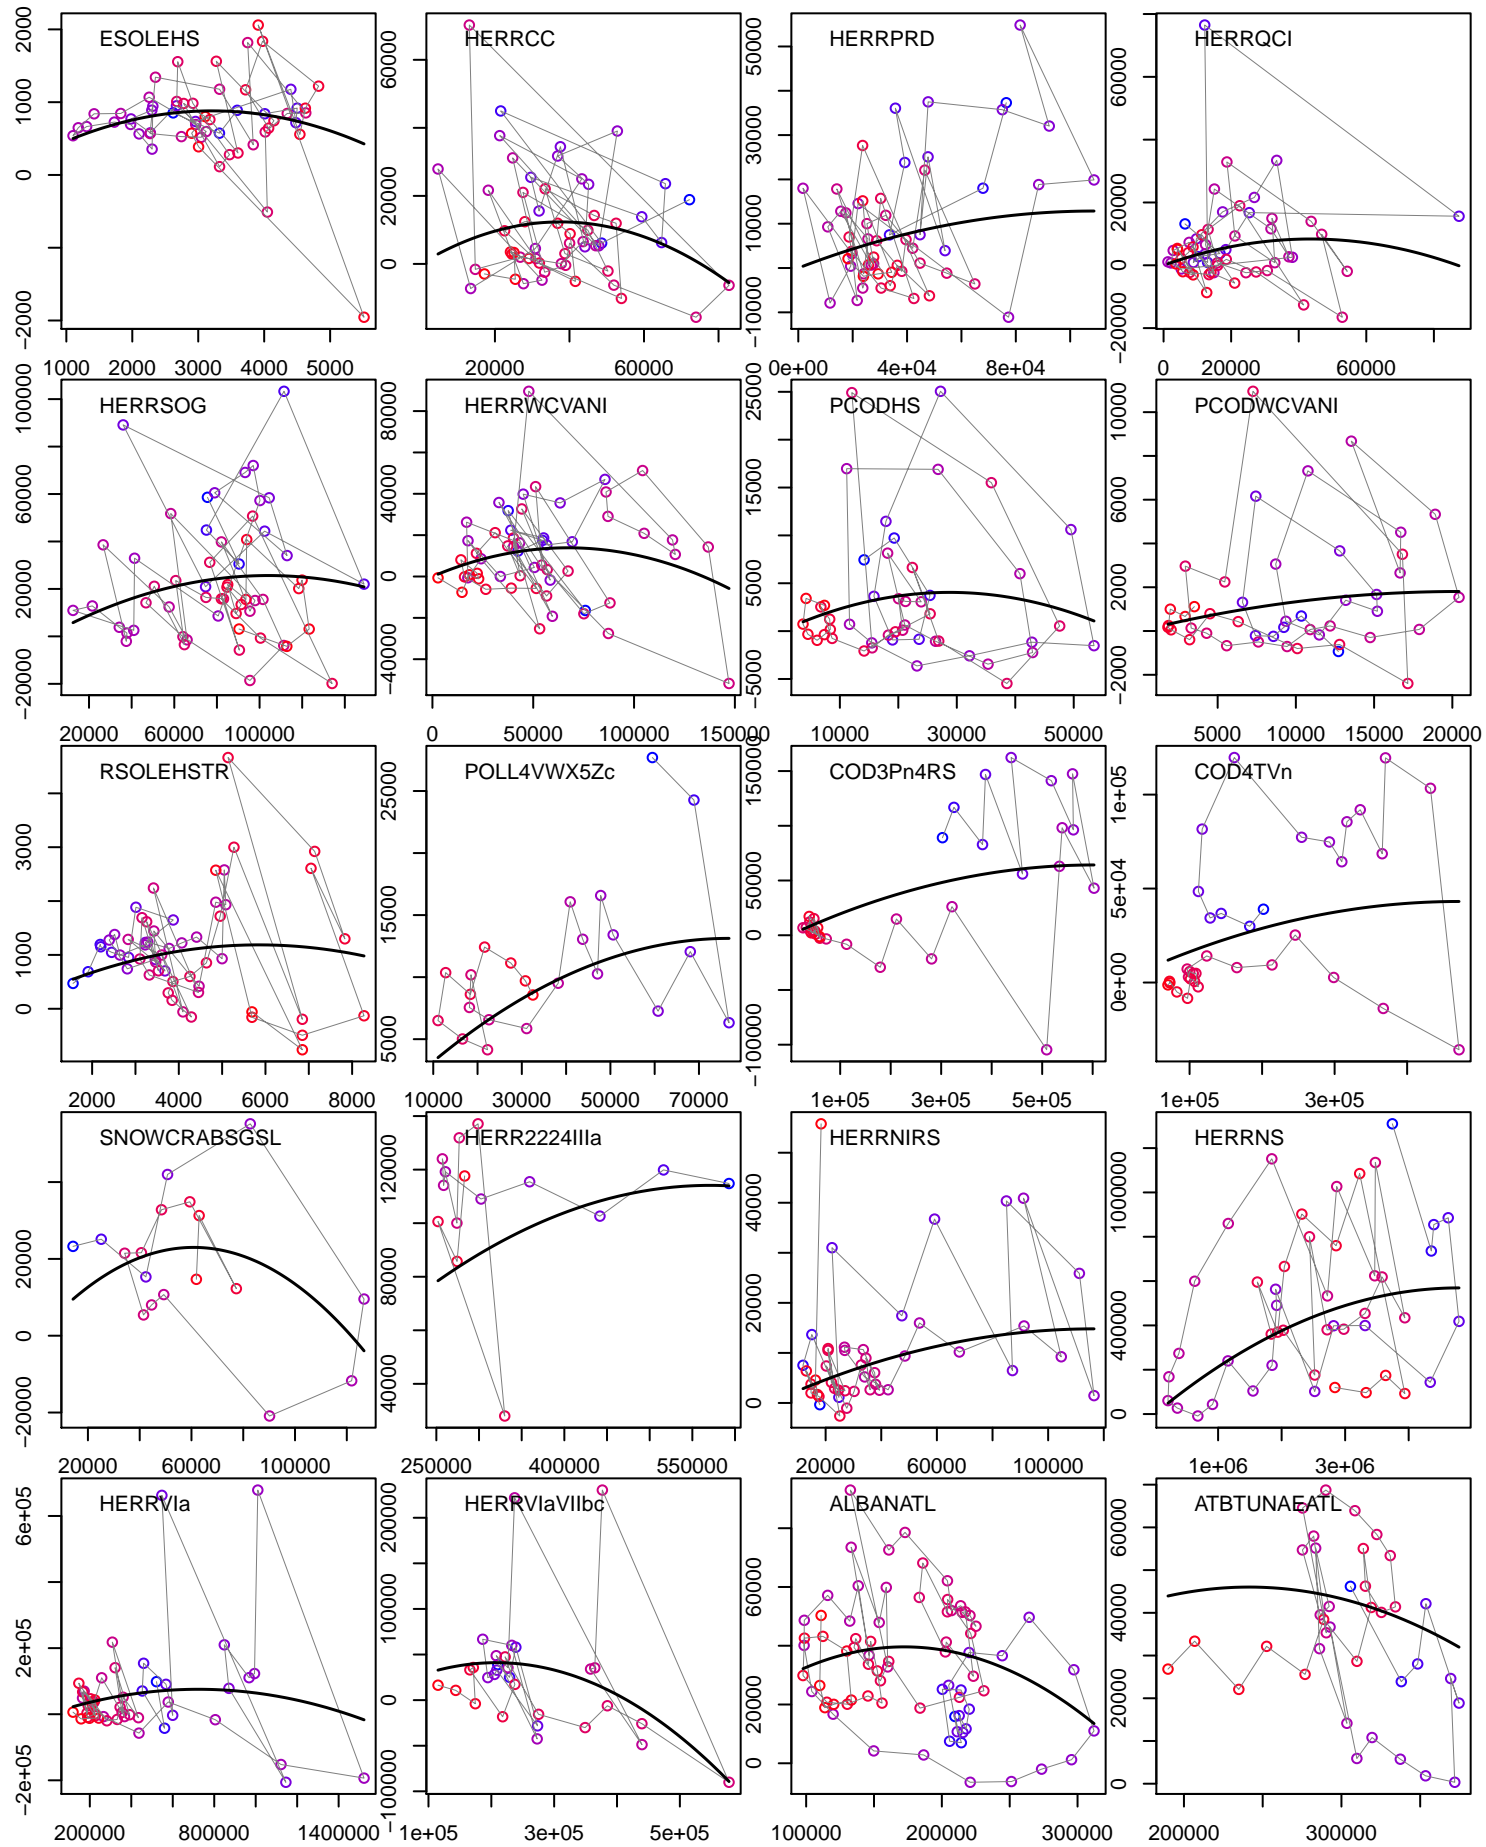 ESOLEHS HERRCC HERRPRD HERRQCI
−2000 0 1000 2000
0 20000 60000
−10000 10000 30000 50000
−20000 0 20000 60000
1000 2000 3000 4000 5000
20000 60000
0e+00 4e+04 8e+04
0 20000 60000
HERRSOG HERRWCVANI PCODHS PCODWCVANI
−20000 20000 60000 100000
−40000 0 40000 80000
−5000 5000 15000 25000
−2000 2000 6000 10000
20000 60000 100000
0 50000 100000 150000
10000 30000 50000
5000 10000 15000 20000
RSOLEHSTR POLL4VWX5Zc COD3Pn4RS COD4TVn
0 1000 3000
5000 15000 25000
−100000 0 50000 150000
0e+00 5e+04 1e+05
2000 4000 6000 8000
10000 30000 50000 70000
1e+05 3e+05 5e+05
1e+05 3e+05
SNOWCRABSGSL HERR2224IIIa HERRNIRS HERRNS
−20000 0 20000
40000 80000 120000
0 20000 40000
0 400000 1000000
20000 60000 100000
250000 400000 550000
20000 60000 100000
1e+06 3e+06
HERRVIa HERRVIaVIIbc ALBANATL ATBTUNAEATL
−2e+05 2e+05 6e+05
−100000 0 100000 200000
0 20000 60000
0 20000 40000 60000
200000 800000 1400000
1e+05 3e+05 5e+05
100000 200000 300000
200000 300000